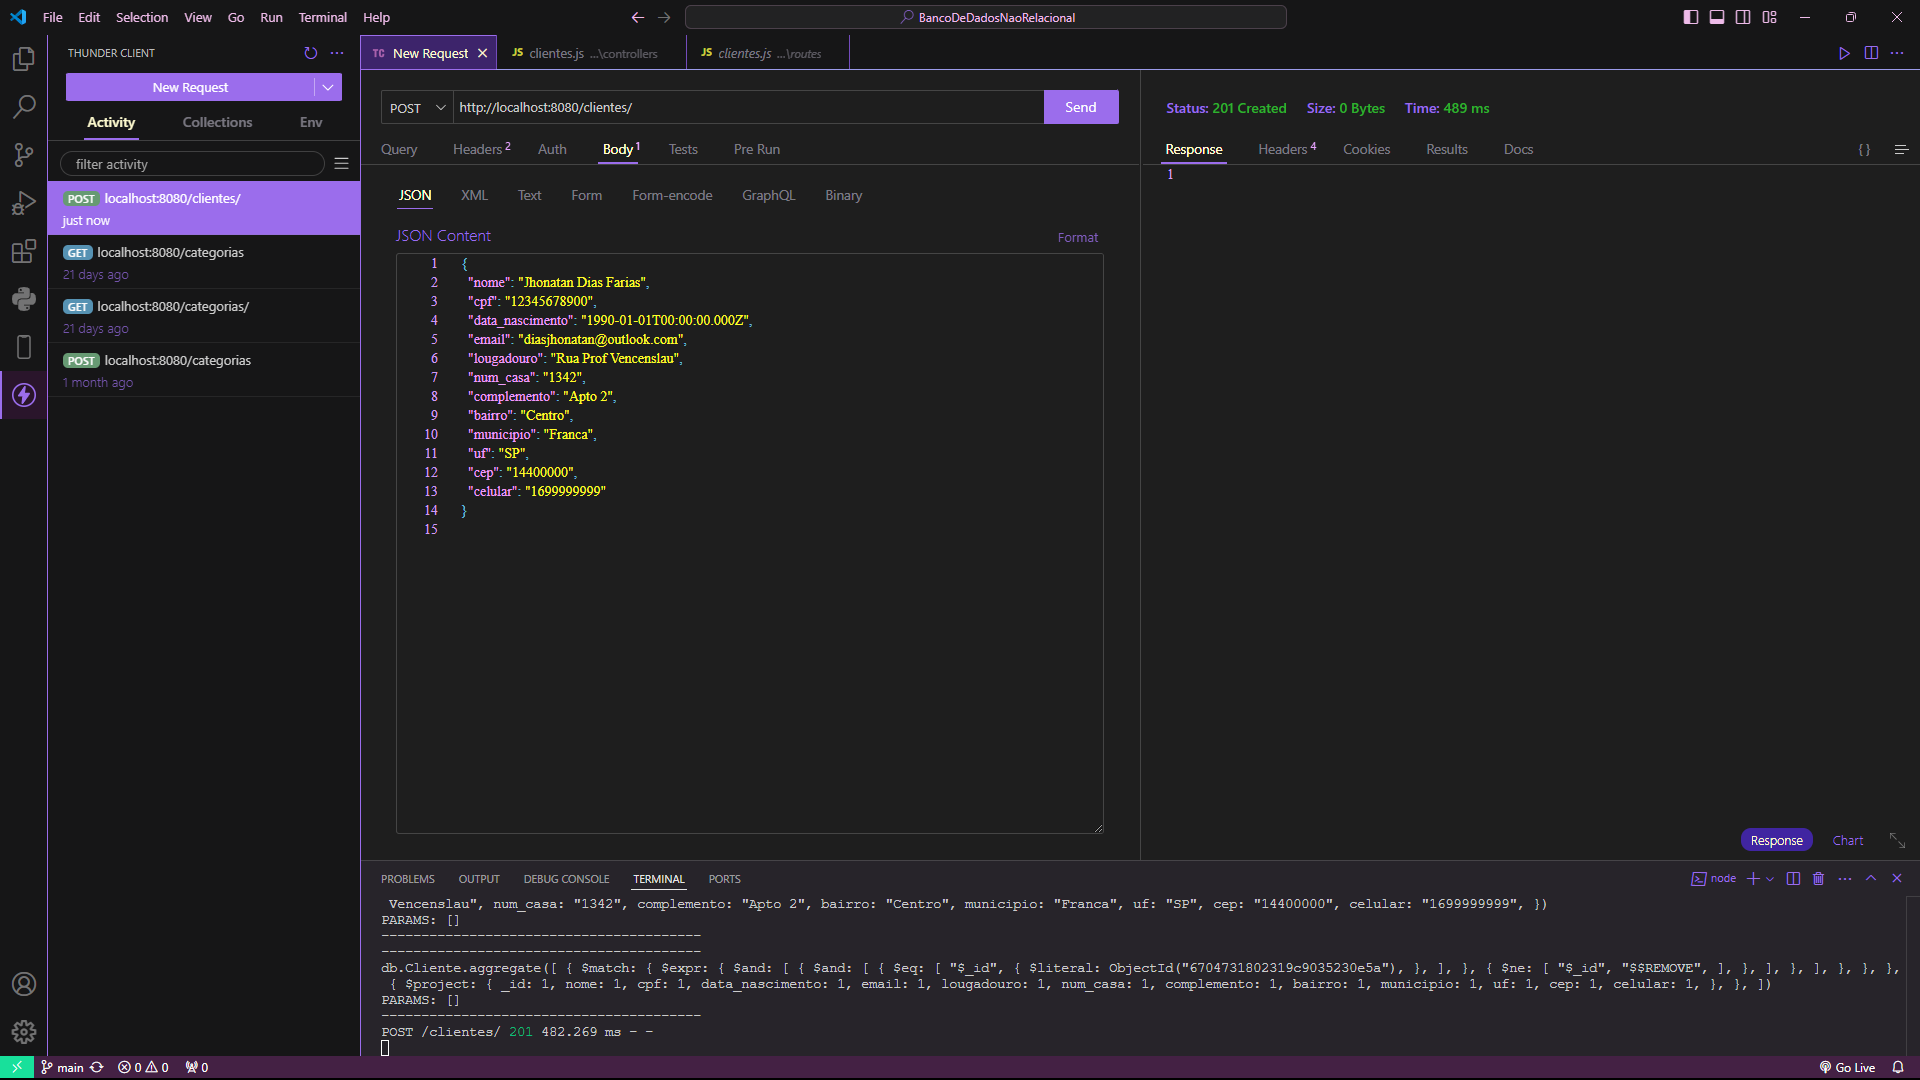 File Edit Selection View Go Run Terminal Help
BancoDeDadosNaoRelacional
THUNDER CLIENT
New Request
Activity Collections Env
filter activity
POST localhost:8080/clientes/
just now
GET localhost:8080/categorias
21 days ago
GET localhost:8080/categorias/
21 days ago
POST localhost:8080/categorias
1 month ago
TC New Request
JS clientes.js ...\controllers
JS clientes.js ...\routes
POST http://localhost:8080/clientes/ Send
Query Headers 2 Auth Body 1 Tests Pre Run
JSON XML Text Form Form-encode GraphQL Binary
JSON Content Format
1 {
2 "nome": "Jhonatan Dias Farias",
3 "cpf": "12345678900",
4 "data_nascimento": "1990-01-01T00:00:00.000Z",
5 "email": "diasjhonatan@outlook.com",
6 "lougadouro": "Rua Prof Vencenslau",
7 "num_casa": "1342",
8 "complemento": "Apto 2",
9 "bairro": "Centro",
10 "municipio": "Franca",
11 "uf": "SP",
12 "cep": "14400000",
13 "celular": "1699999999"
14 }
15
Status: 201 Created Size: 0 Bytes Time: 489 ms
Response Headers 4 Cookies Results Docs {}
1
Response Chart
PROBLEMS OUTPUT DEBUG CONSOLE TERMINAL PORTS
node
Vencenslau", num_casa: "1342", complemento: "Apto 2", bairro: "Centro", municipio: "Franca", uf: "SP", cep: "14400000", celular: "1699999999", })
PARAMS: []
----------------------------------------
----------------------------------------
db.Cliente.aggregate([ { $match: { $expr: { $and: [ { $and: [ { $eq: [ "$_id", { $literal: ObjectId("6704731802319c9035230e5a"), }, ], }, { $ne: [ "$_id", "$$REMOVE", ], }, ], }, ], }, }, },
{ $project: { _id: 1, nome: 1, cpf: 1, data_nascimento: 1, email: 1, lougadouro: 1, num_casa: 1, complemento: 1, bairro: 1, municipio: 1, uf: 1, cep: 1, celular: 1, }, }, ])
PARAMS: []
----------------------------------------
POST /clientes/ 201 482.269 ms - -
main 0 0 0 Go Live